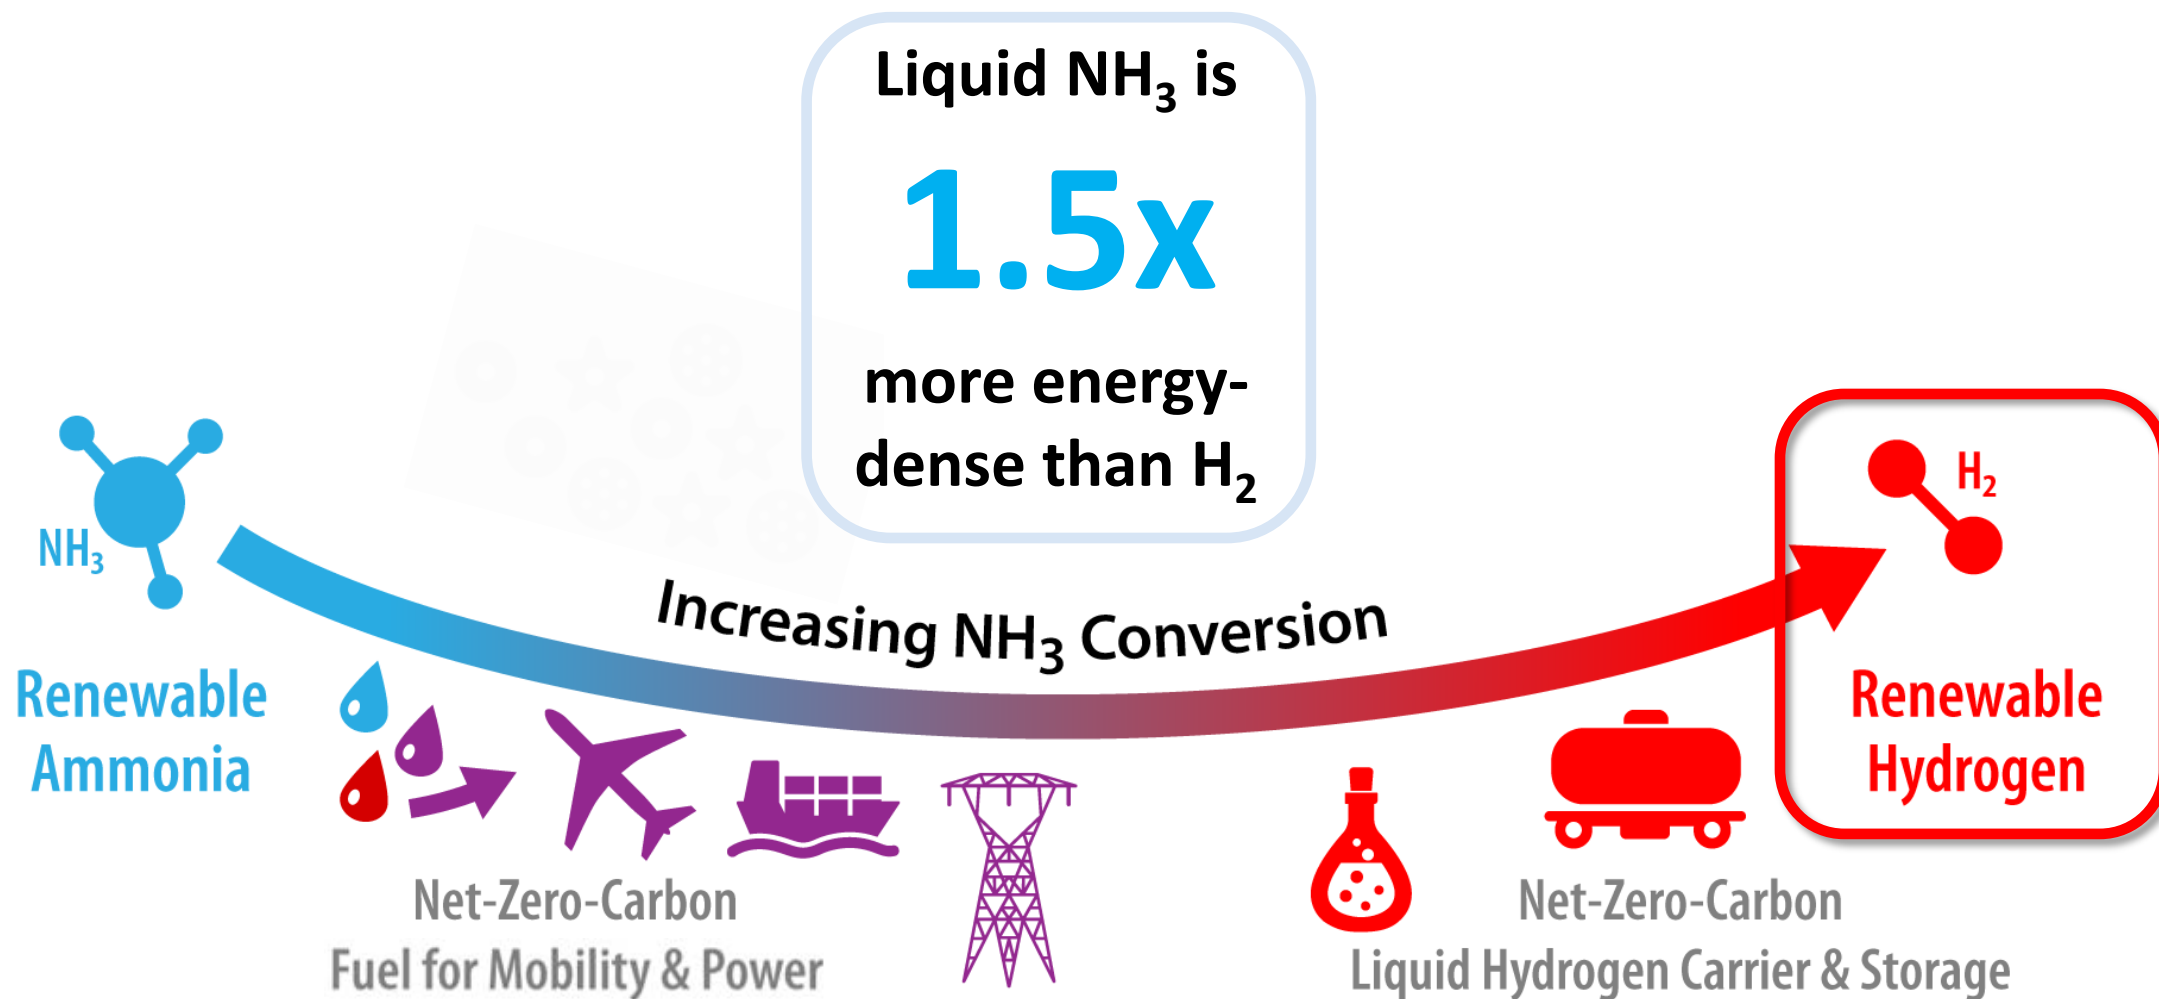 Liquid NH₃ is
1.5x
more energy-
dense than H₂
NH₃
H₂
Increasing NH₃ Conversion
Renewable
Ammonia
Renewable
Hydrogen
Net-Zero-Carbon
Fuel for Mobility & Power
Net-Zero-Carbon
Liquid Hydrogen Carrier & Storage